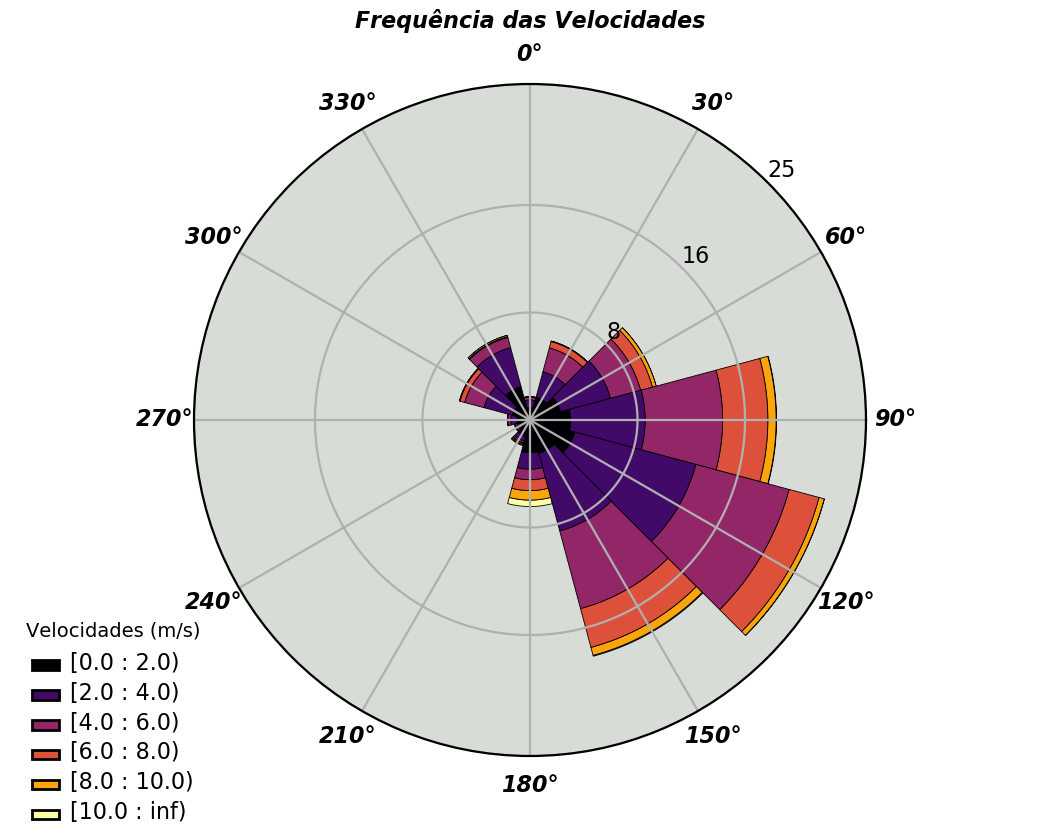 Frequência das Velocidades
0°
330°
30°
25
300°
60°
16
8
270°
90°
240°
120°
210°
150°
180°
Velocidades (m/s)
[0.0 : 2.0)
[2.0 : 4.0)
[4.0 : 6.0)
[6.0 : 8.0)
[8.0 : 10.0)
[10.0 : inf)